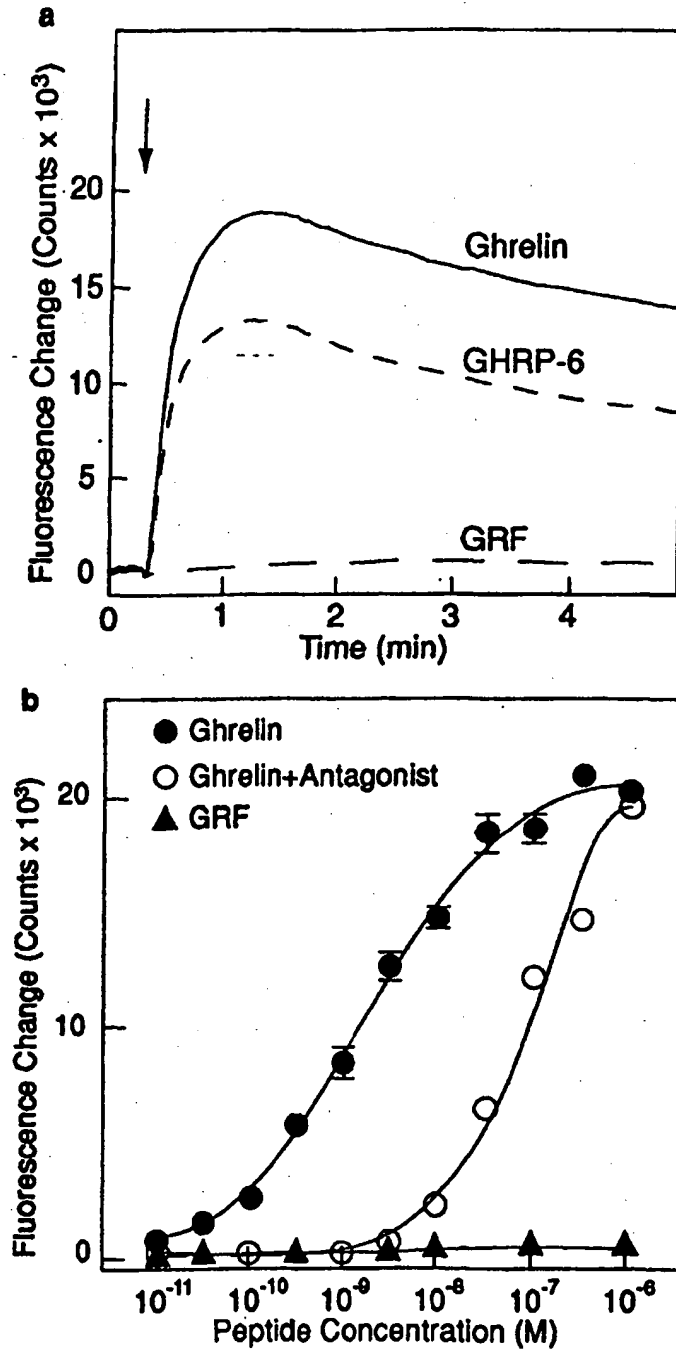 a
Fluorescence Change (Counts x 10³)
20
15
10
5
0
Ghrelin
GHRP-6
GRF
0 1 2 3 4
Time (min)
b
Ghrelin
Ghrelin+Antagonist
GRF
Fluorescence Change (Counts x 10³)
20
10
0
10⁻¹¹ 10⁻¹⁰ 10⁻⁹ 10⁻⁸ 10⁻⁷ 10⁻⁶
Peptide Concentration (M)